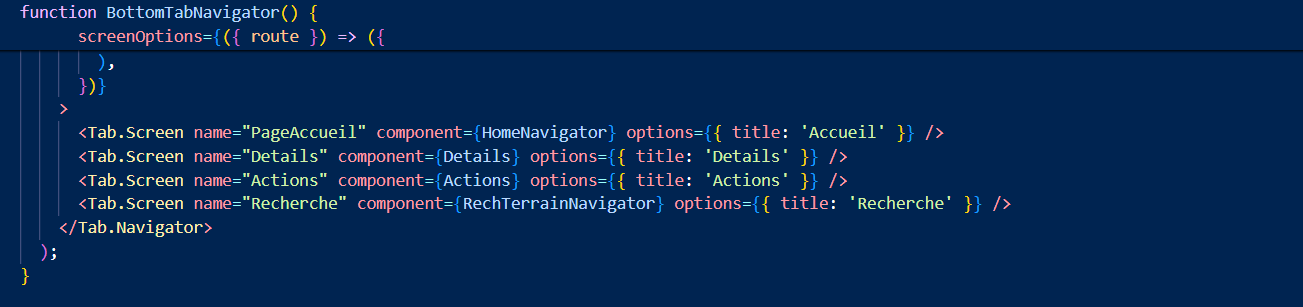 function BottomTabNavigator() {
screenOptions={({ route }) => ({
),
})}
>
<Tab.Screen name="PageAccueil" component={HomeNavigator} options={{ title: 'Accueil' }} />
<Tab.Screen name="Details" component={Details} options={{ title: 'Details' }} />
<Tab.Screen name="Actions" component={Actions} options={{ title: 'Actions' }} />
<Tab.Screen name="Recherche" component={RechTerrainNavigator} options={{ title: 'Recherche' }} />
</Tab.Navigator>
);
}